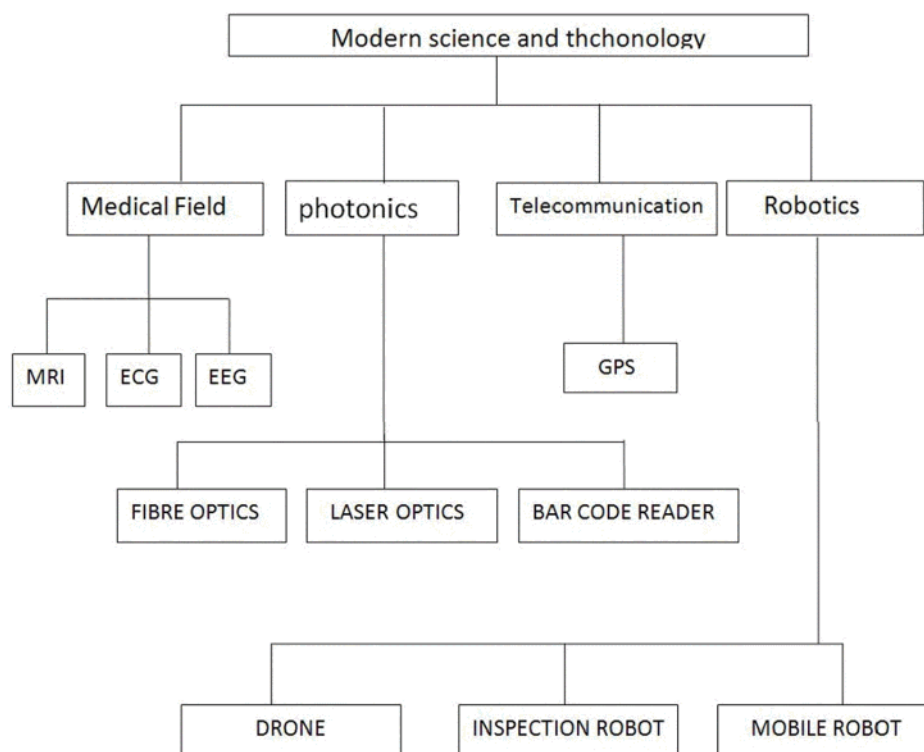 Modern science and thchonology
Medical Field
photonics
Telecommunication
Robotics
MRI
ECG
EEG
GPS
FIBRE OPTICS
LASER OPTICS
BAR CODE READER
DRONE
INSPECTION ROBOT
MOBILE ROBOT